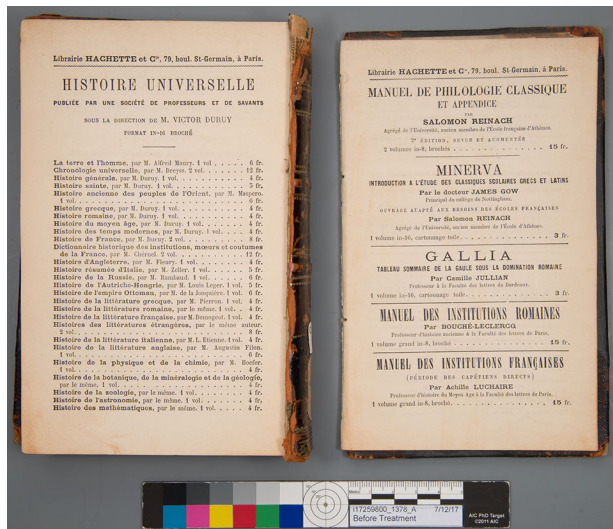 Librairie HACHETTE et Cie, 79, boul. St-Germain, à Paris.
HISTOIRE UNIVERSELLE
PUBLIÉE PAR UNE SOCIÉTÉ DE PROFESSEURS ET DE SAVANTS
SOUS LA DIRECTION DE M. VICTOR DURUY
FORMAT IN-16 BROCHÉ
La terre et l'homme, par M. Alfred Maury. 1 vol . . . . . 6 fr.
Chronologie universelle, par M. Dreyss. 2 vol. . . . . . . 12 fr.
Histoire générale, par M. Duruy. 1 vol. . . . . . . . . . 4 fr.
Histoire sainte, par M. Duruy. 1 vol. . . . . . . . . . . 3 fr.
Histoire ancienne des peuples de l'Orient, par M. Maspero.
1 vol. . . . . . . . . . . . . . . . . . . . . . . . 6 fr.
Histoire grecque, par M. Duruy. 1 vol. . . . . . . . . . 4 fr.
Histoire romaine, par M. Duruy. 1 vol. . . . . . . . . . 4 fr.
Histoire du moyen âge, par M. Duruy. 1 vol. . . . . . . . 4 fr.
Histoire des temps modernes, par M. Duruy. 1 vol. . . . . 4 fr.
Histoire de France, par M. Duruy. 2 vol. . . . . . . . . 8 fr.
Dictionnaire historique des institutions, mœurs et coutumes
de la France, par M. Chéruel. 2 vol. . . . . . . . . . 12 fr.
Histoire d'Angleterre, par M. Fleury. 1 vol. . . . . . . . 4 fr.
Histoire résumée d'Italie, par M. Zeller. 1 vol. . . . . . 5 fr.
Histoire de la Russie, par M. Rambaud. 1 vol. . . . . . . 6 fr.
Histoire de l'Autriche-Hongrie, par M. Louis Leger. 1 vol. 5 fr.
Histoire de l'empire Ottoman, par M. de la Jonquière. 1 vol. 6 fr.
Histoire de la littérature grecque, par M. Pierron. 1 vol. 4 fr.
Histoire de la littérature romaine, par le même. 1 vol. . 4 fr.
Histoire de la littérature française, par M. Demogeot. 1 vol. 4 fr.
Histoires des littératures étrangères, par le même auteur.
2 vol. . . . . . . . . . . . . . . . . . . . . . . . 8 fr.
Histoire de la littérature italienne, par M. L. Etienne. 1 vol. 4 fr.
Histoire de la littérature anglaise, par M. Augustin Filon.
1 vol. . . . . . . . . . . . . . . . . . . . . . . . 6 fr.
Histoire de la physique et de la chimie, par M. Hoefer.
1 vol. . . . . . . . . . . . . . . . . . . . . . . . 4 fr.
Histoire de la botanique, de la minéralogie et de la géologie,
par le même, 1 vol. . . . . . . . . . . . . . . . . . 4 fr.
Histoire de la zoologie, par le même. 1 vol. . . . . . . . 4 fr.
Histoire de l'astronomie, par le même. 1 vol. . . . . . . 4 fr.
Histoire des mathématiques, par le même. 1 vol. . . . . . 4 fr.
Librairie HACHETTE et Cie, 79, boul. St-Germain, à Paris.
MANUEL DE PHILOLOGIE CLASSIQUE
ET APPENDICE
PAR
SALOMON REINACH
Agrégé de l'Université, ancien membre de l'École française d'Athènes.
2e ÉDITION, REVUE ET AUGMENTÉE
2 volumes in-8, brochés . . . . . . . . . . . . . . . 15 fr.
MINERVA
INTRODUCTION A L'ÉTUDE DES CLASSIQUES SCOLAIRES GRECS ET LATINS
Par le docteur JAMES GOW
Principal du collège de Nottingham.
OUVRAGE ADAPTÉ AUX BESOINS DES ÉCOLES FRANÇAISES
Par Salomon REINACH
Agrégé de l'Université, ancien membre de l'École d'Athènes.
1 volume in-16, cartonnage toile. . . . . . . . . . . 3 fr.
GALLIA
TABLEAU SOMMAIRE DE LA GAULE SOUS LA DOMINATION ROMAINE
Par Camille JULLIAN
Professeur à la Faculté des lettres de Bordeaux.
1 volume in-16, cartonnage toile. . . . . . . . . . . 3 fr.
MANUEL DES INSTITUTIONS ROMAINES
Par BOUCHÉ-LECLERCQ
Professeur d'histoire ancienne à la Faculté des lettres de Paris.
1 volume grand in-8, broché. . . . . . . . . . . . . 15 fr.
MANUEL DES INSTITUTIONS FRANÇAISES
(PÉRIODE DES CAPÉTIENS DIRECTS)
Par Achille LUCHAIRE
Professeur d'histoire du Moyen Age à la Faculté des lettres de Paris.
1 volume grand in-8, broché. . . . . . . . . . . . . 15 fr.
i17259800_1378_A 7/12/17
Before Treatment
AIC PhD Target
©2011 AIC